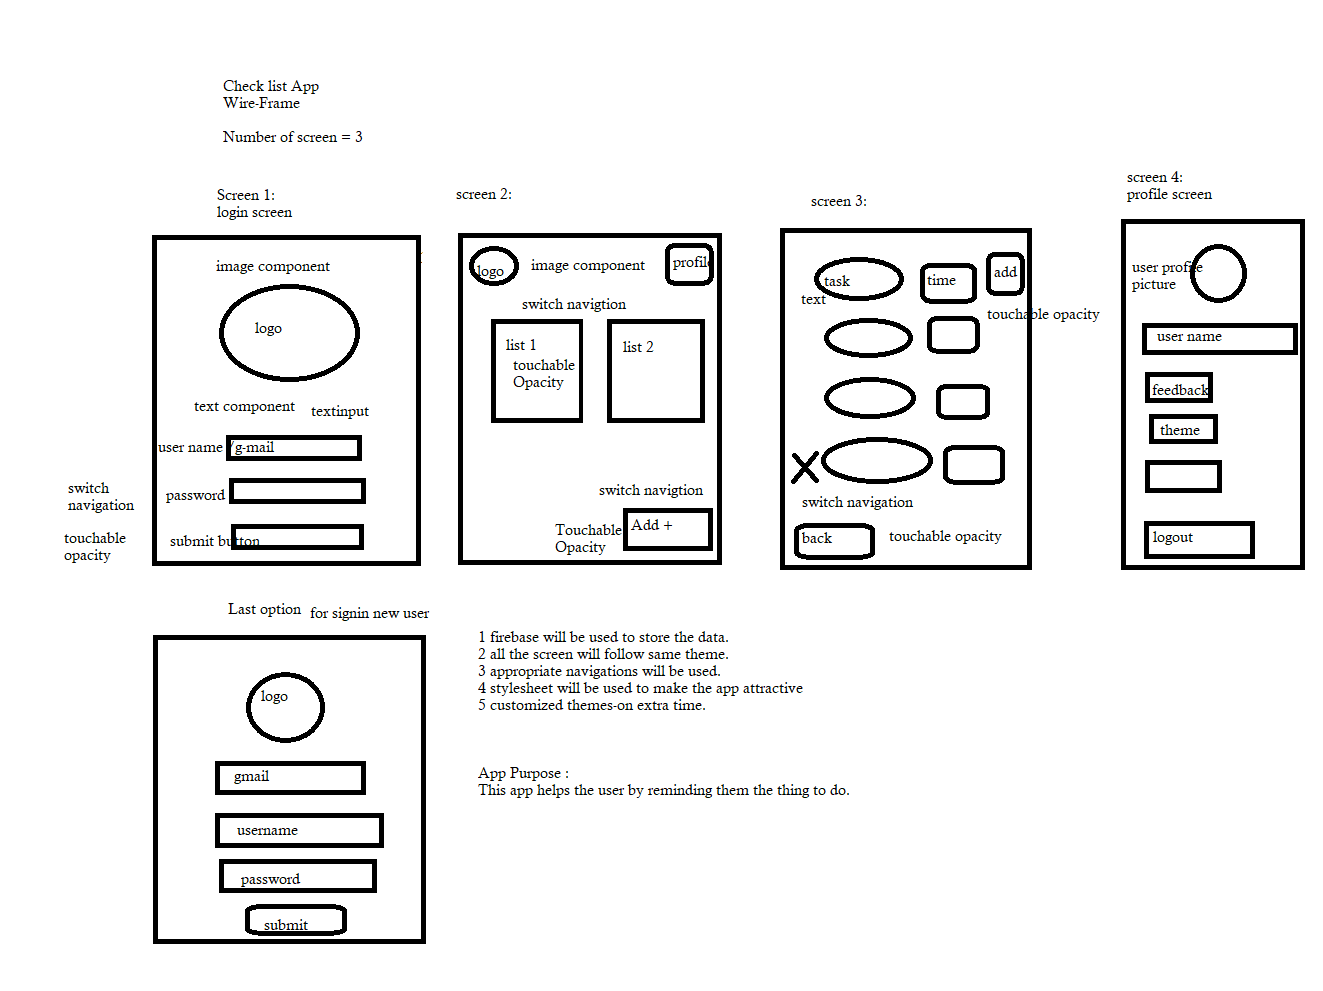 Check list App
Wire-Frame
Number of screen = 3
Screen 1:
login screen
image component
logo
text component
textinput
user name
g-mail
password
submit button
switch
navigation
touchable
opacity
screen 2:
logo
image component
profile
switch navigtion
list 1
touchable
Opacity
list 2
switch navigtion
Touchable
Opacity
Add +
screen 3:
task
time
add
text
touchable opacity
switch navigation
back
touchable opacity
screen 4:
profile screen
user profile
picture
user name
feedback
theme
logout
Last option
for signin new user
logo
gmail
username
password
submit
1 firebase will be used to store the data.
2 all the screen will follow same theme.
3 appropriate navigations will be used.
4 stylesheet will be used to make the app attractive
5 customized themes-on extra time.
App Purpose :
This app helps the user by reminding them the thing to do.